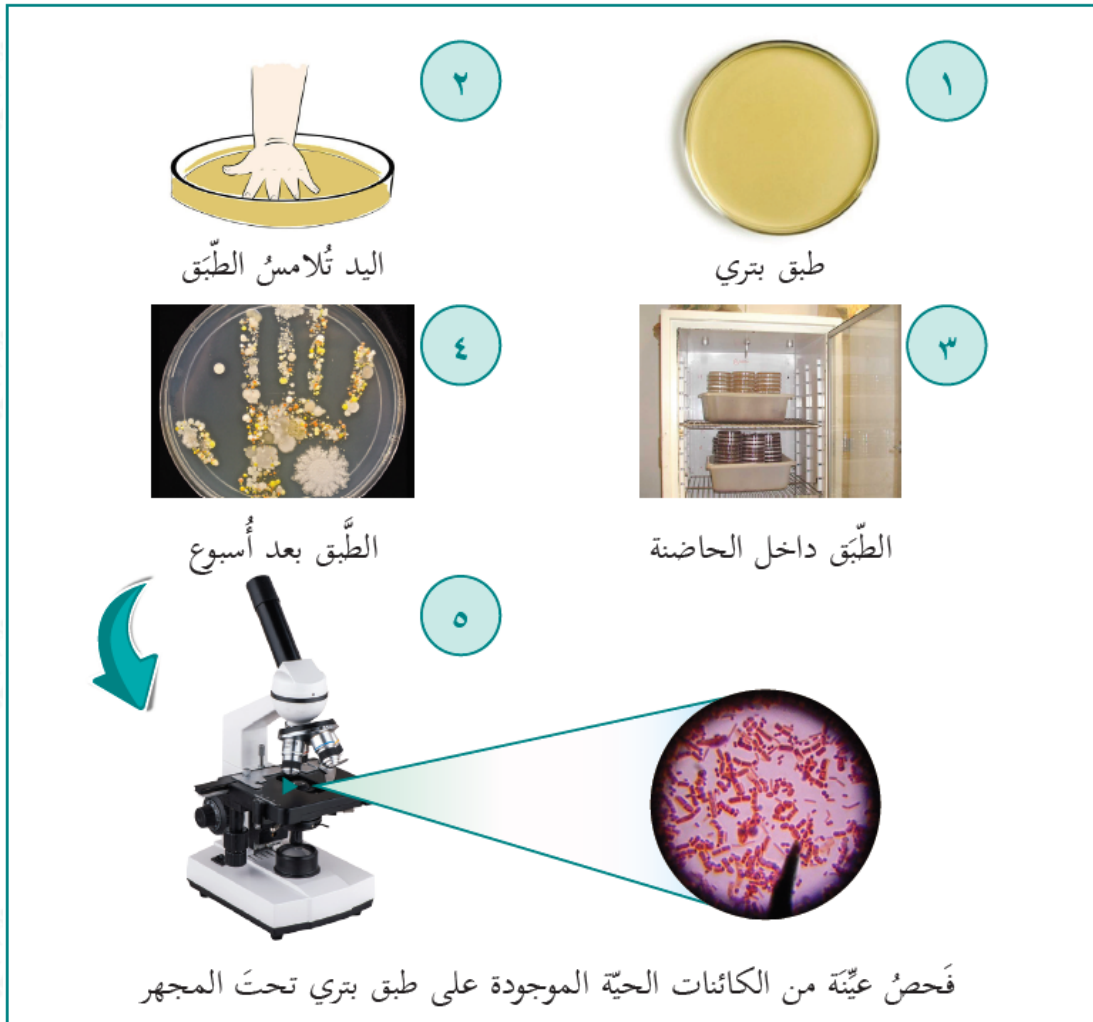 ١
٢
طبق بتري
اليد تُلامسُ الطّبَق
٣
٤
الطّبَق داخل الحاضنة
الطَّبق بعد أُسبوع
٥
فَحصُ عيِّنَة من الكائنات الحيّة الموجودة على طبق بتري تحتَ المجهر